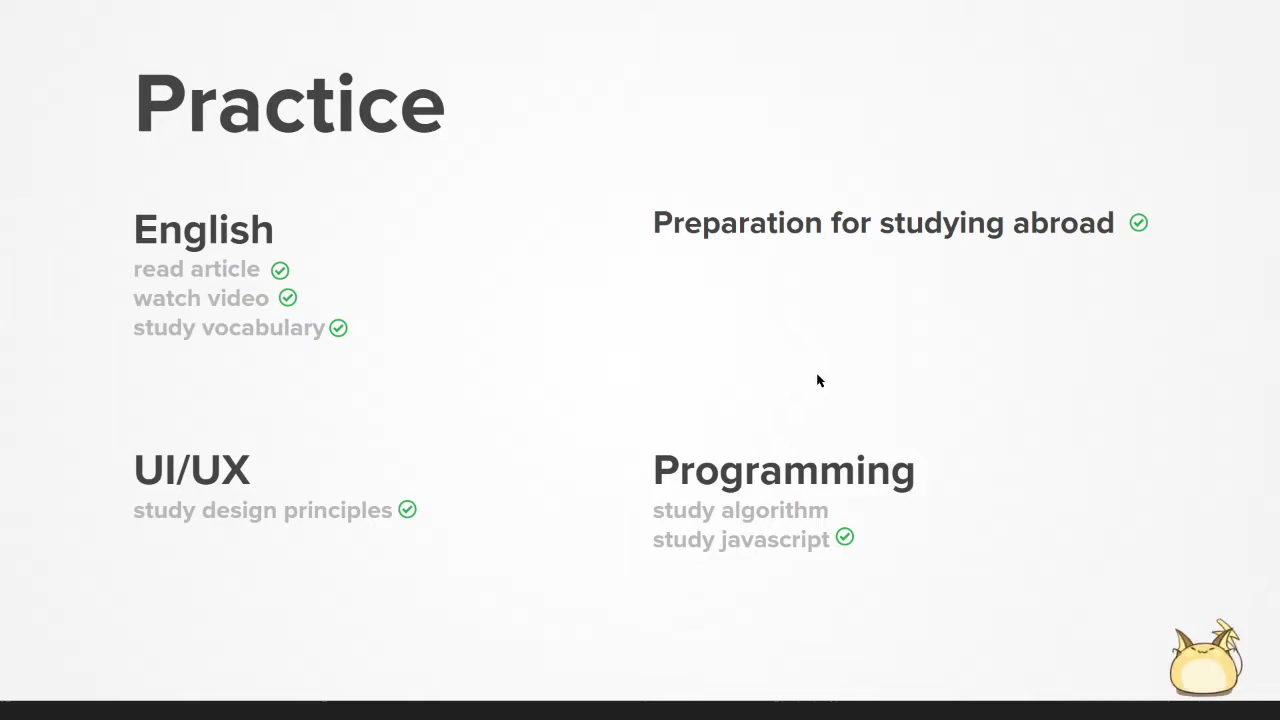 Practice
English
read article
watch video
study vocabulary
Preparation for studying abroad
UI/UX
study design principles
Programming
study algorithm
study javascript